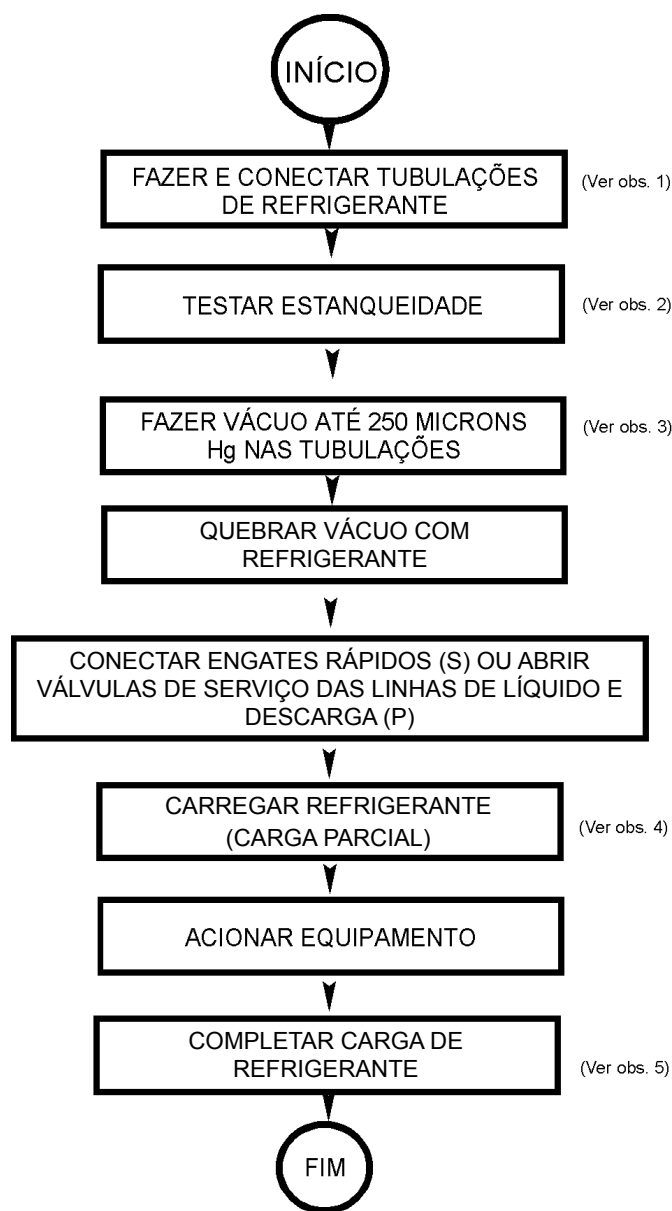 INÍCIO
FAZER E CONECTAR TUBULAÇÕES
DE REFRIGERANTE
(Ver obs. 1)
TESTAR ESTANQUEIDADE
(Ver obs. 2)
FAZER VÁCUO ATÉ 250 MICRONS
Hg NAS TUBULAÇÕES
(Ver obs. 3)
QUEBRAR VÁCUO COM
REFRIGERANTE
CONECTAR ENGATES RÁPIDOS (S) OU ABRIR
VÁLVULAS DE SERVIÇO DAS LINHAS DE LÍQUIDO E
DESCARGA (P)
CARREGAR REFRIGERANTE
(CARGA PARCIAL)
(Ver obs. 4)
ACIONAR EQUIPAMENTO
COMPLETAR CARGA DE
REFRIGERANTE
(Ver obs. 5)
FIM